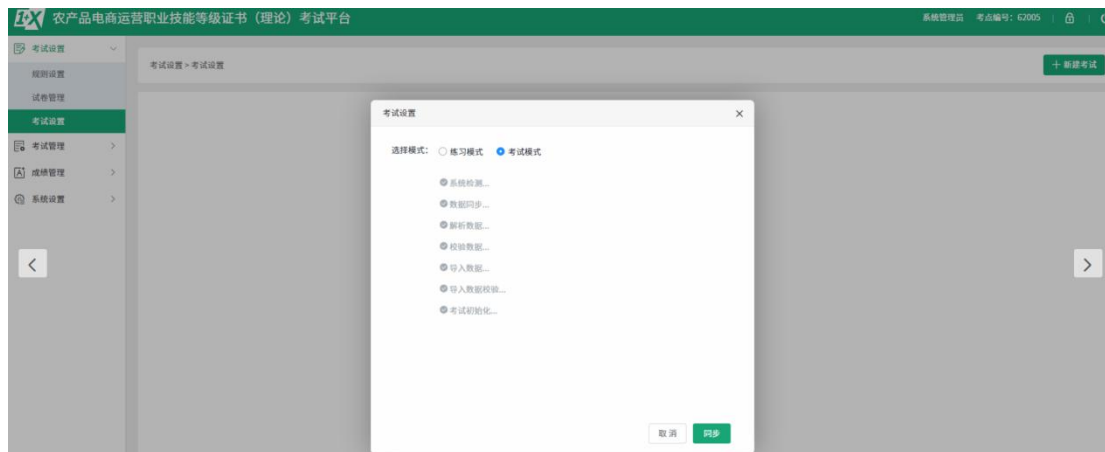 1+X 农产品电商运营职业技能等级证书（理论）考试平台
系统管理员 考点编号：62005
考试设置
规则设置
试卷管理
考试设置
考试管理
成绩管理
系统设置
考试设置 > 考试设置
+ 新建考试
考试设置
选择模式： 练习模式 考试模式
系统检测...
数据同步...
解析数据...
校验数据...
导入数据...
导入数据校验...
考试初始化...
取消 同步